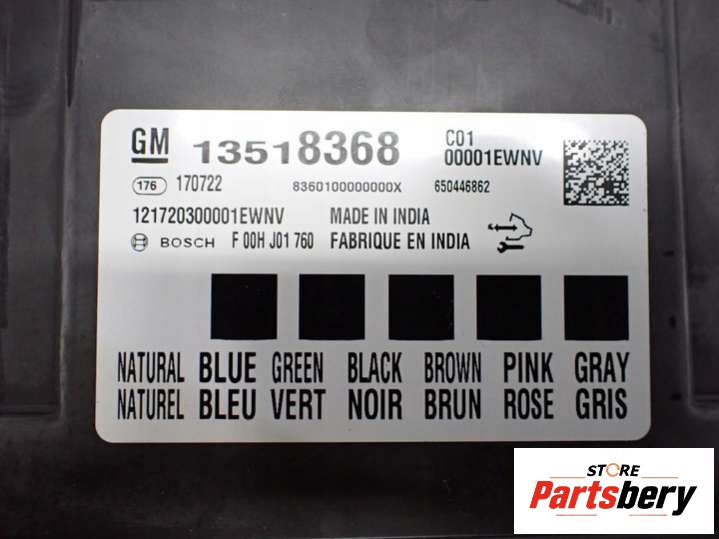 GM 13518368 C01
00001EWNV
176 170722 8360100000000X 650446862
121720300001EWNV MADE IN INDIA
BOSCH F 00H J01 760 FABRIQUE EN INDIA
NATURAL BLUE GREEN BLACK BROWN PINK GRAY
NATUREL BLEU VERT NOIR BRUN ROSE GRIS
STORE
Partsbery